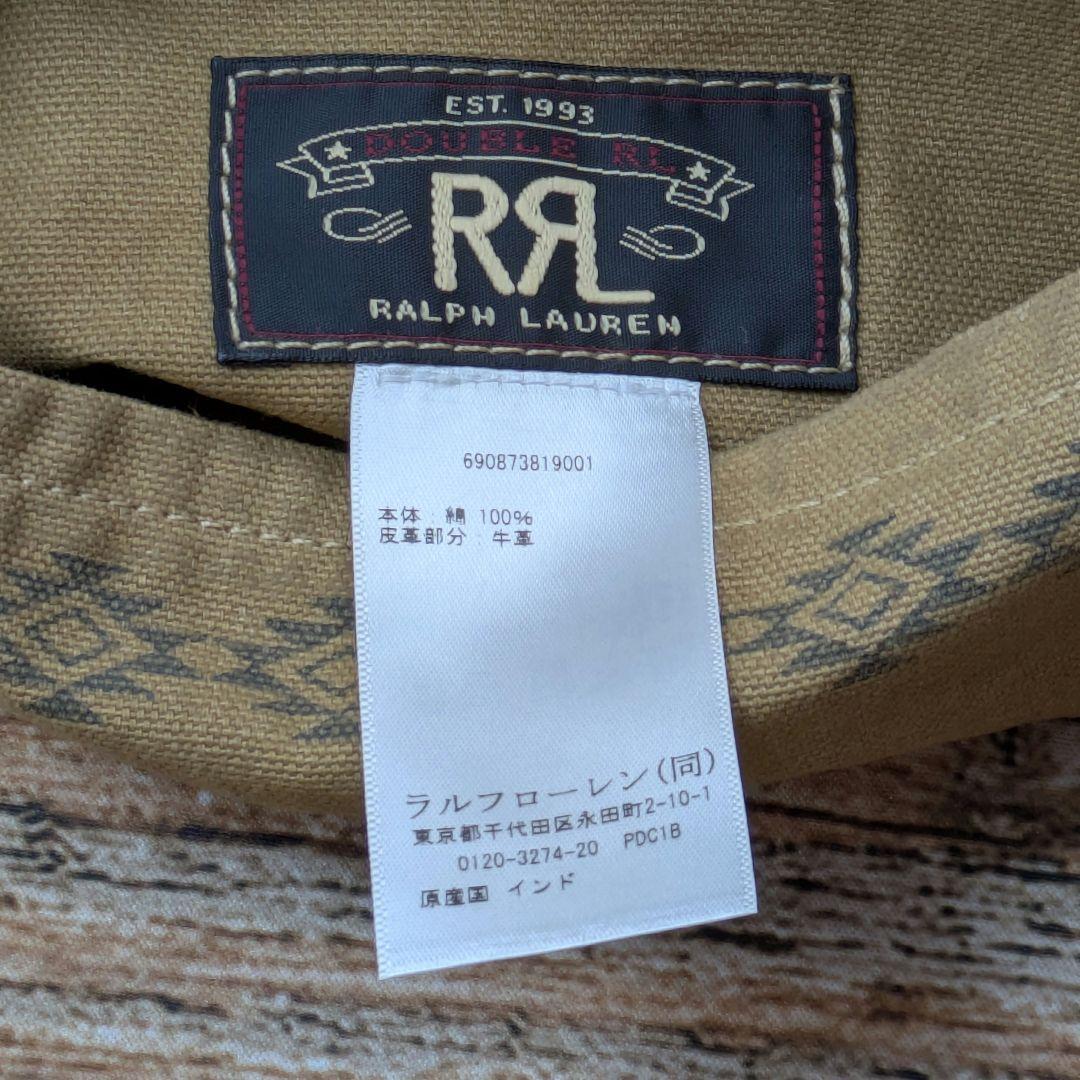 EST. 1993
DOUBLE RL
RRL
RALPH LAUREN
690873819001
本体 : 綿 100%
皮革部分 : 牛革
ラルフローレン(同)
東京都千代田区永田町2-10-1
0120-3274-20 PDC1B
原産国 インド